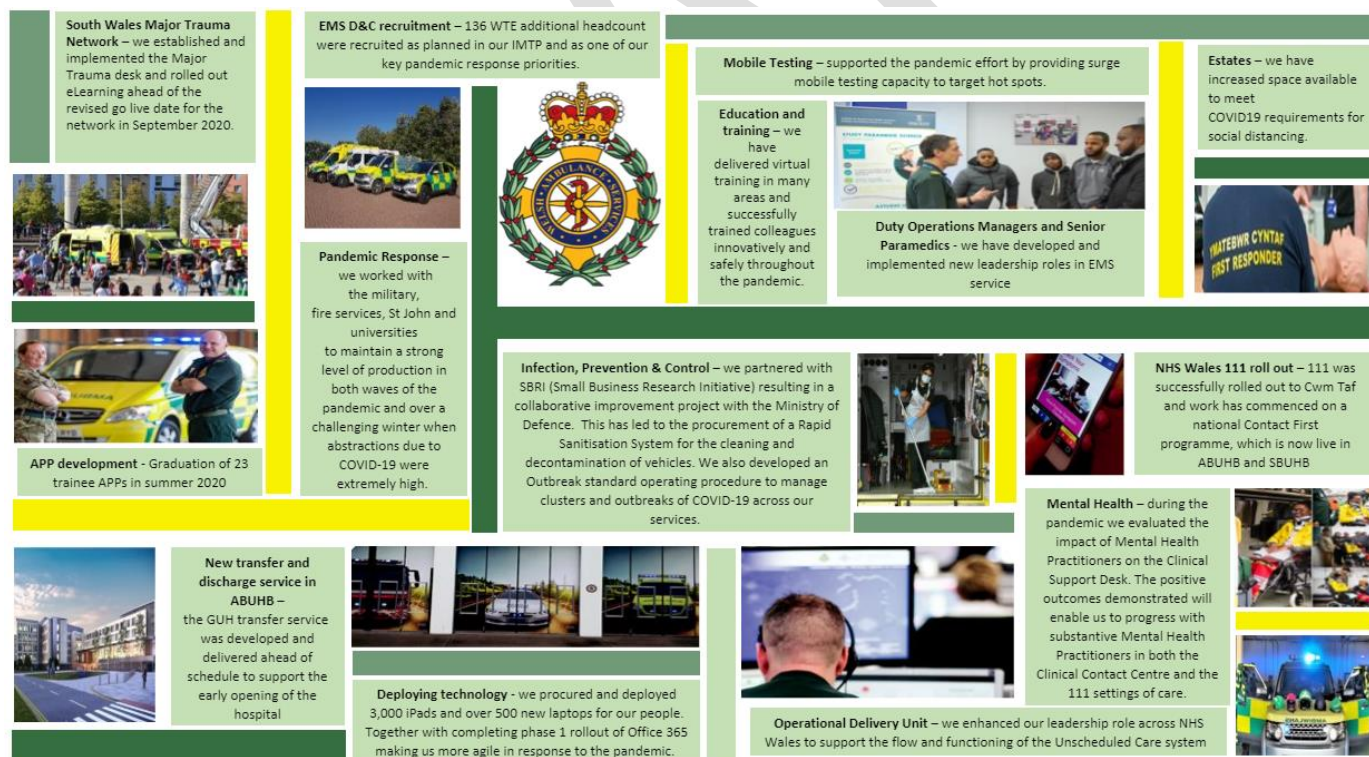 South Wales Major Trauma
Network – we established and
implemented the Major
Trauma desk and rolled out
eLearning ahead of the
revised go live date for the
network in September 2020.
EMS D&C recruitment – 136 WTE additional headcount
were recruited as planned in our IMTP and as one of our
key pandemic response priorities.
WELSH AMBULANCE SERVICES
Mobile Testing – supported the pandemic effort by providing surge
mobile testing capacity to target hot spots.
Education and
training – we
have
delivered virtual
training in many
areas and
successfully
trained colleagues
innovatively and
safely throughout
the pandemic.
STUDY PARAMEDIC SCIENCE
Duty Operations Managers and Senior
Paramedics - we have developed and
implemented new leadership roles in EMS
service
Estates – we have
increased space available
to meet
COVID19 requirements for
social distancing.
YMATEBWR CYNTAF
FIRST RESPONDER
APP development - Graduation of 23
trainee APPs in summer 2020
Pandemic Response –
we worked with
the military,
fire services, St John and
universities
to maintain a strong
level of production in
both waves of the
pandemic and over a
challenging winter when
abstractions due to
COVID-19 were
extremely high.
Infection, Prevention & Control – we partnered with
SBRI (Small Business Research Initiative) resulting in a
collaborative improvement project with the Ministry of
Defence. This has led to the procurement of a Rapid
Sanitisation System for the cleaning and
decontamination of vehicles. We also developed an
Outbreak standard operating procedure to manage
clusters and outbreaks of COVID-19 across our
services.
NHS Wales 111 roll out – 111 was
successfully rolled out to Cwm Taf
and work has commenced on a
national Contact First
programme, which is now live in
ABUHB and SBUHB
Mental Health – during the
pandemic we evaluated the
impact of Mental Health
Practitioners on the Clinical
Support Desk. The positive
outcomes demonstrated will
enable us to progress with
substantive Mental Health
Practitioners in both the
Clinical Contact Centre and the
111 settings of care.
New transfer and
discharge service in
ABUHB –
the GUH transfer service
was developed and
delivered ahead of
schedule to support the
early opening of the
hospital
Deploying technology - we procured and deployed
3,000 iPads and over 500 new laptops for our people.
Together with completing phase 1 rollout of Office 365
making us more agile in response to the pandemic.
Operational Delivery Unit – we enhanced our leadership role across NHS
Wales to support the flow and functioning of the Unscheduled Care system